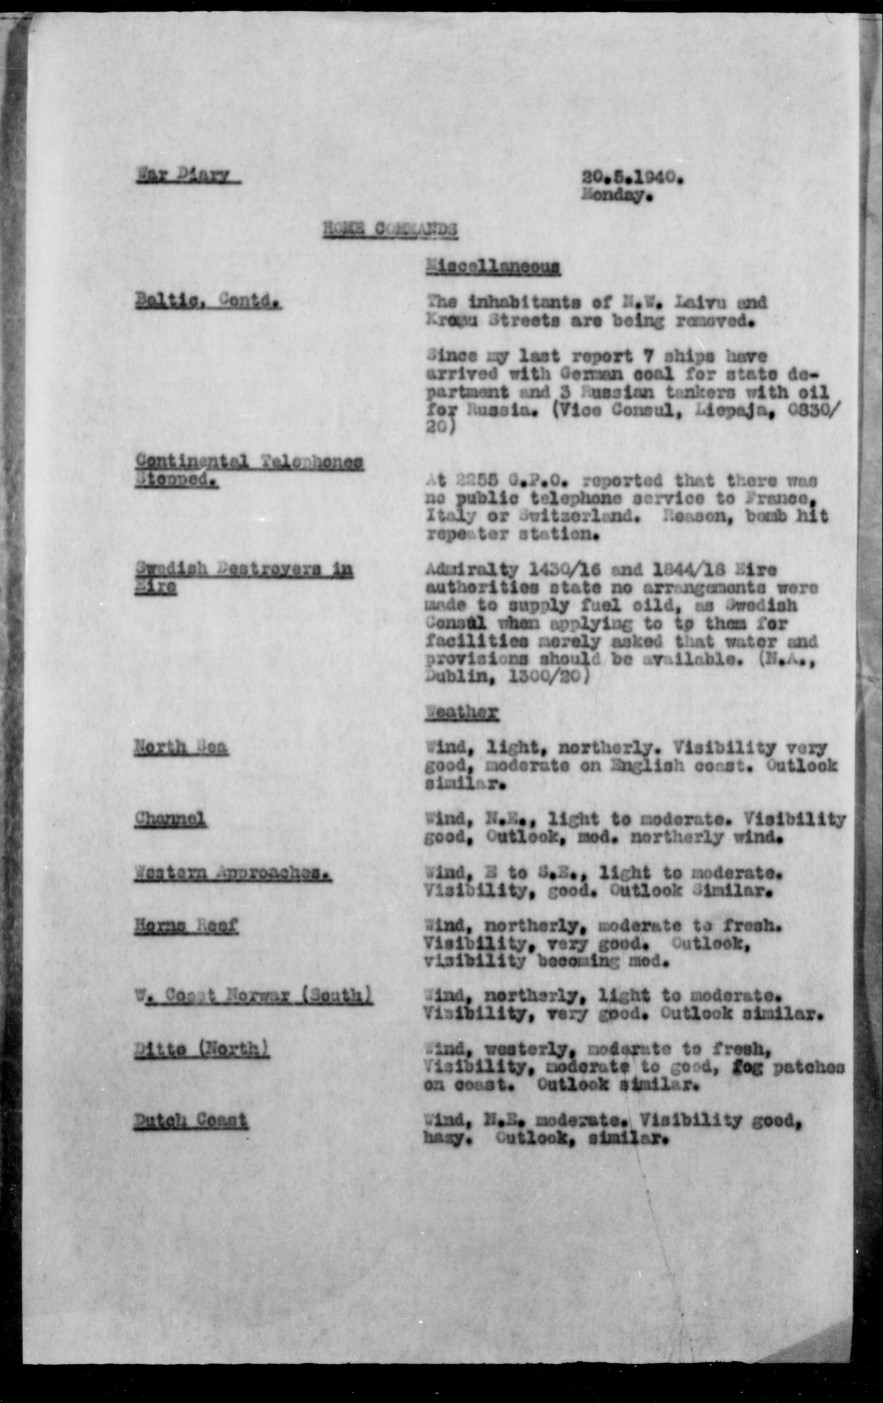 War Diary
20.5.1940.
Monday.
HOME COMMANDS
Miscellaneous
Baltic, Contd.
The inhabitants of N.W. Laivu and
Streets are being removed.
Since my last report 7 ships have
arrived with German coal for state de-
partment and 3 Russian tankers with oil
for Russia. (Vice Consul, Liepaja, 0830/
20)
Continental Telephones
Stopped.
At 2255 G.P.O. reported that there was
no public telephone service to France,
Italy or Switzerland. Reason, bomb hit
repeater station.
Swedish Destroyers in
Eire
Admiralty 1430/16 and 1844/18 Eire
authorities state no arrangements were
made to supply fuel oild, as Swedish
Consul when applying to to them for
facilities merely asked that water and
provisions should be available. (N.A.,
Dublin, 1300/20)
Weather
North Sea
Wind, light, northerly. Visibility very
good, moderate on English coast. Outlook
similar.
Channel
Wind, N.E., light to moderate. Visibility
good, Outlook, mod. northerly wind.
Western Approaches.
Wind, E to S.E., light to moderate.
Visibility, good. Outlook Similar.
Horns Reef
Wind, northerly, moderate to fresh.
Visibility, very good. Outlook,
visibility becoming mod.
W. Coast Norway (South)
Wind, northerly, light to moderate.
Visibility, very good. Outlook similar.
Ditto (North)
Wind, westerly, moderate to fresh,
Visibility, moderate to good, fog patches
on coast. Outlook similar.
Dutch Coast
Wind, N.E. moderate. Visibility good,
hazy. Outlook, similar.